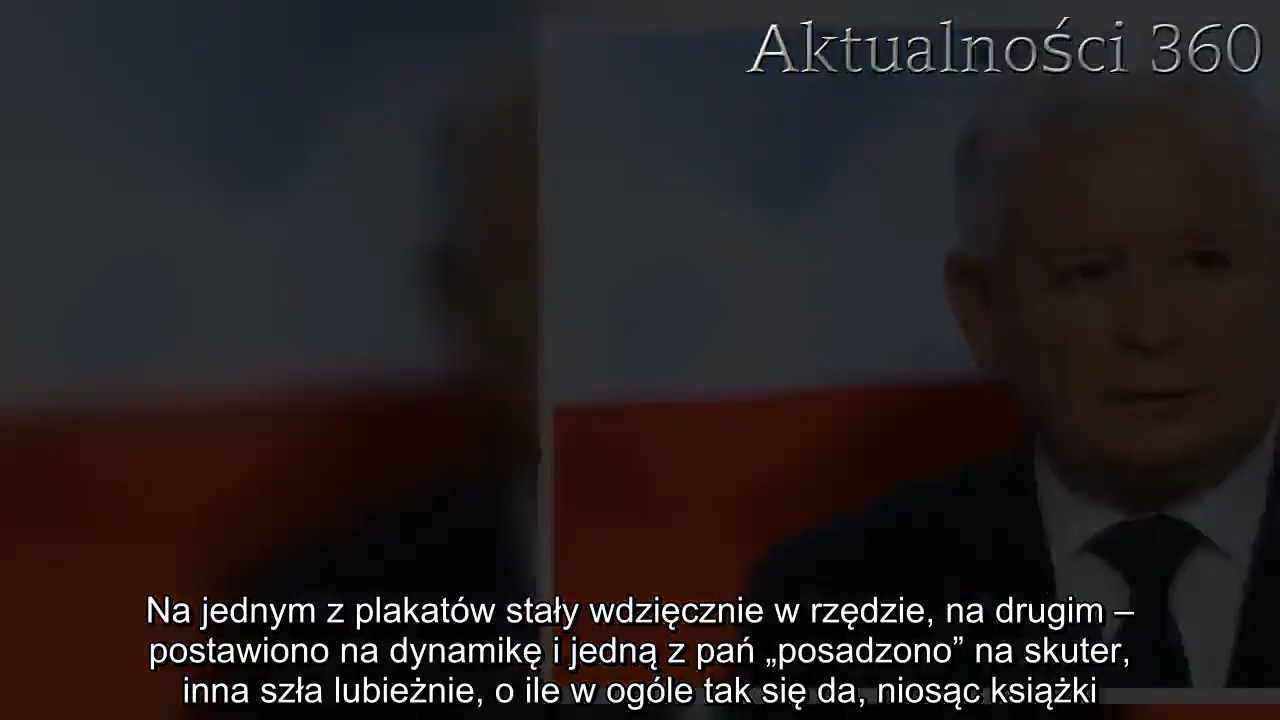 Aktualności 360
Na jednym z plakatów stały wdzięcznie w rzędzie, na drugim –
postawiono na dynamikę i jedną z pań „posadzono” na skuter,
inna szła lubieżnie, o ile w ogóle tak się da, niosąc książki